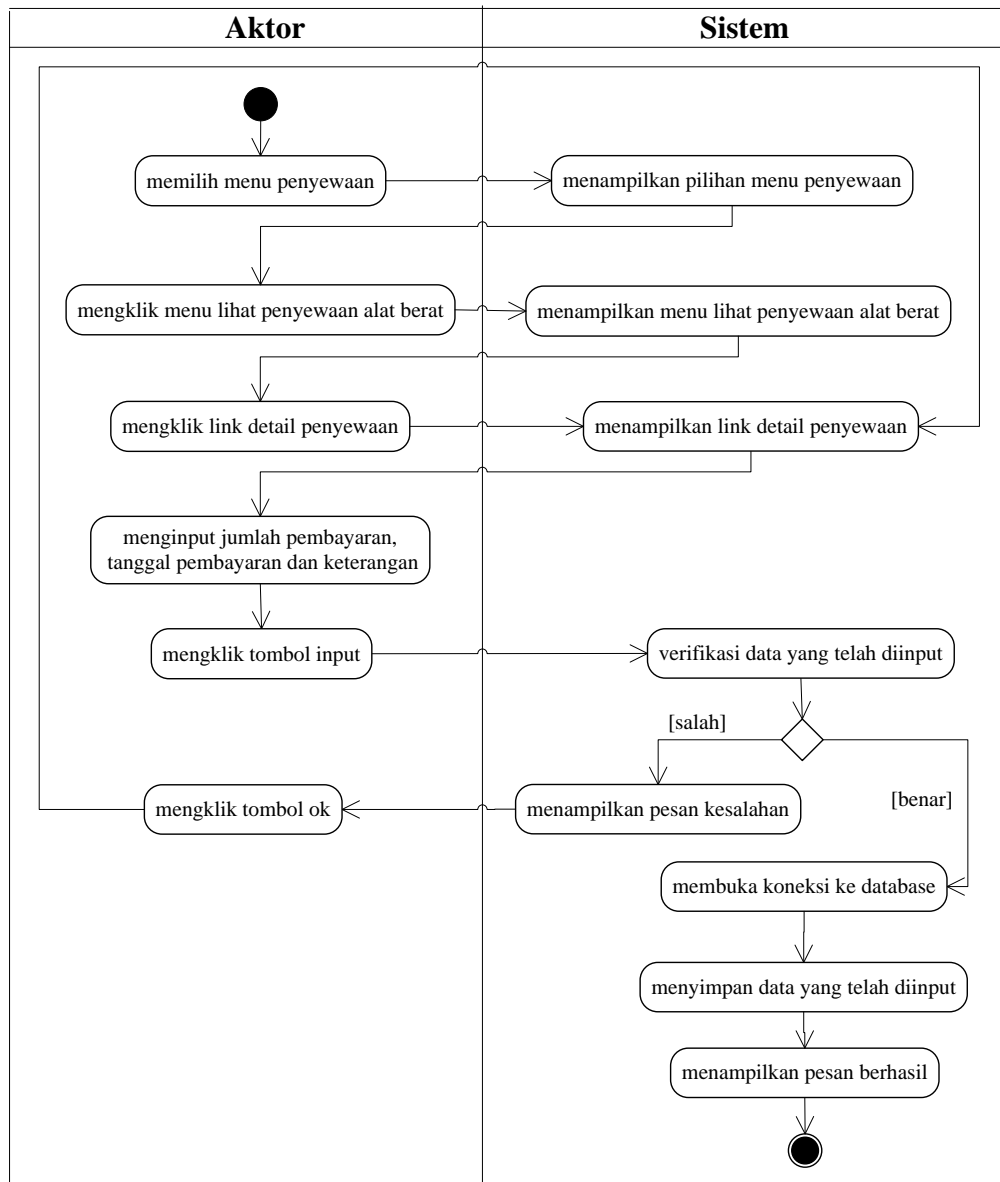 Aktor
Sistem
memilih menu penyewaan
menampilkan pilihan menu penyewaan
mengklik menu lihat penyewaan alat berat
menampilkan menu lihat penyewaan alat berat
mengklik link detail penyewaan
menampilkan link detail penyewaan
menginput jumlah pembayaran,
tanggal pembayaran dan keterangan
mengklik tombol input
verifikasi data yang telah diinput
[salah]
[benar]
mengklik tombol ok
menampilkan pesan kesalahan
membuka koneksi ke database
menyimpan data yang telah diinput
menampilkan pesan berhasil